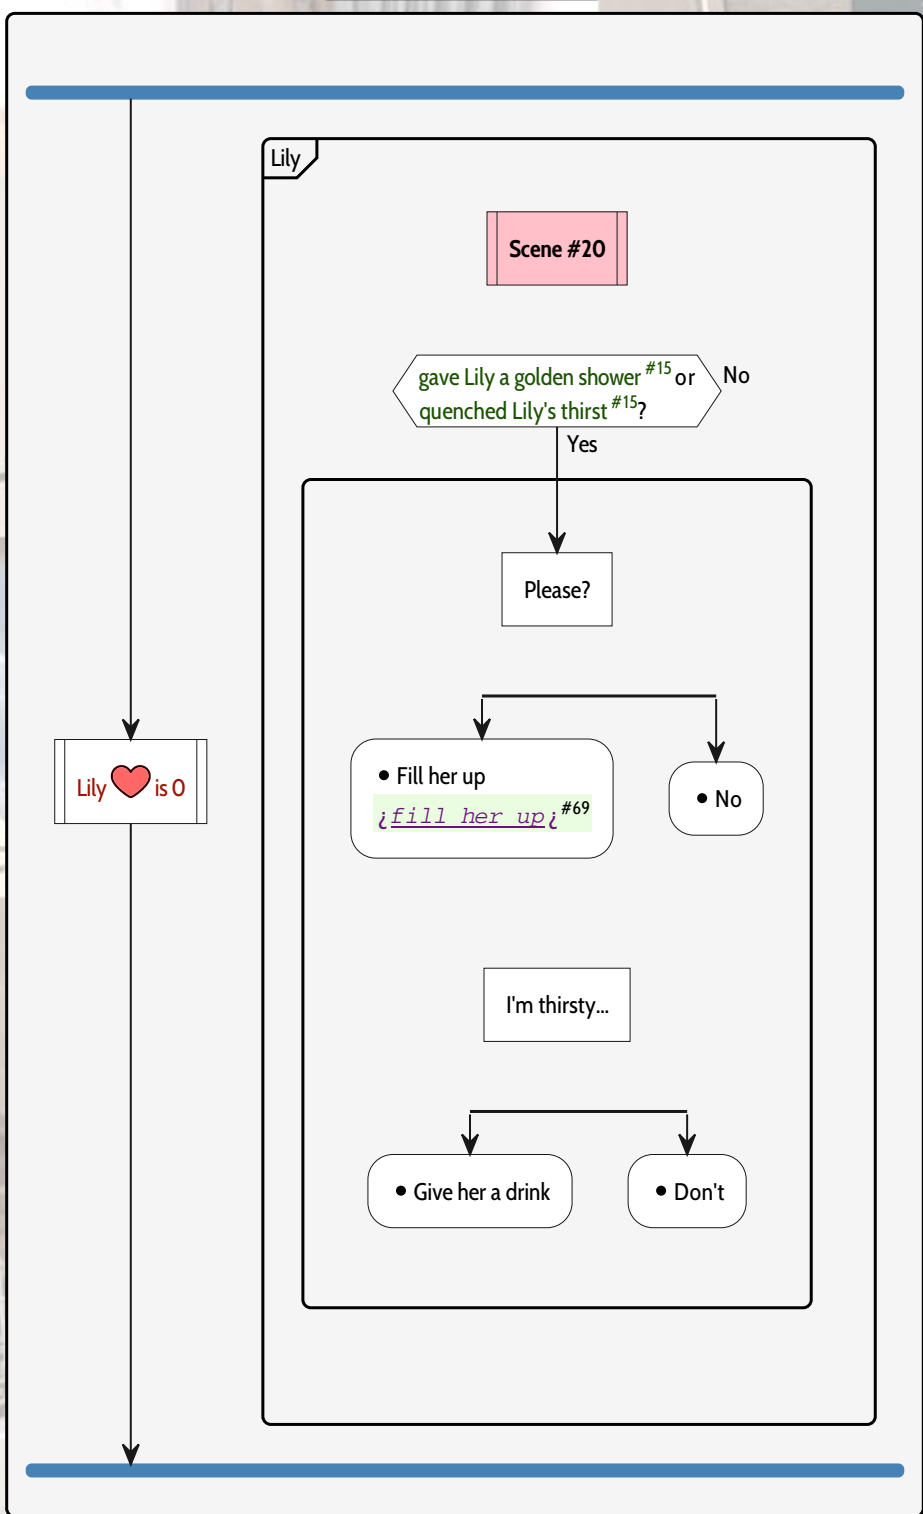 Lily
Scene #20
gave Lily a golden shower #15 or
quenched Lily's thirst #15?
No
Yes
Please?
• Fill her up
¿fill her up¿#69
• No
Lily is 0
I'm thirsty...
• Give her a drink
• Don't